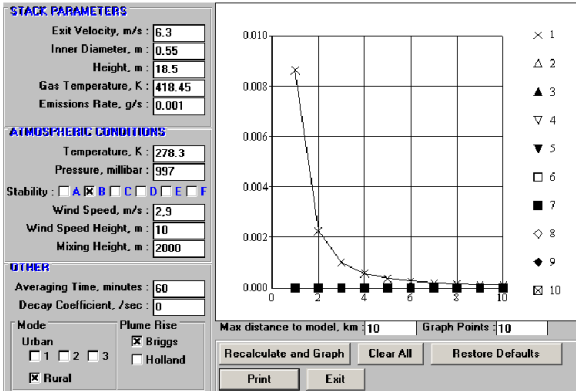 STACK PARAMETERS
Exit Velocity, m/s : 6.3
Inner Diameter, m : 0.55
Height, m : 18.5
Gas Temperature, K : 418.45
Emissions Rate, g/s : 0.001
ATMOSPHERIC CONDITIONS
Temperature, K : 278.3
Pressure, millibar : 997
Stability : A B C D E F
Wind Speed, m/s : 2.9
Wind Speed Height, m : 10
Mixing Height, m : 2000
OTHER
Averaging Time, minutes : 60
Decay Coefficient, /sec : 0
Mode
Urban
1 2 3
Rural
Plume Rise
Briggs
Holland
0.010
0.008
0.006
0.004
0.002
0.000
0 2 4 6 8 10
1
2
3
4
5
6
7
8
9
10
Max distance to model, km : 10 Graph Points : 10
Recalculate and Graph Clear All Restore Defaults
Print Exit